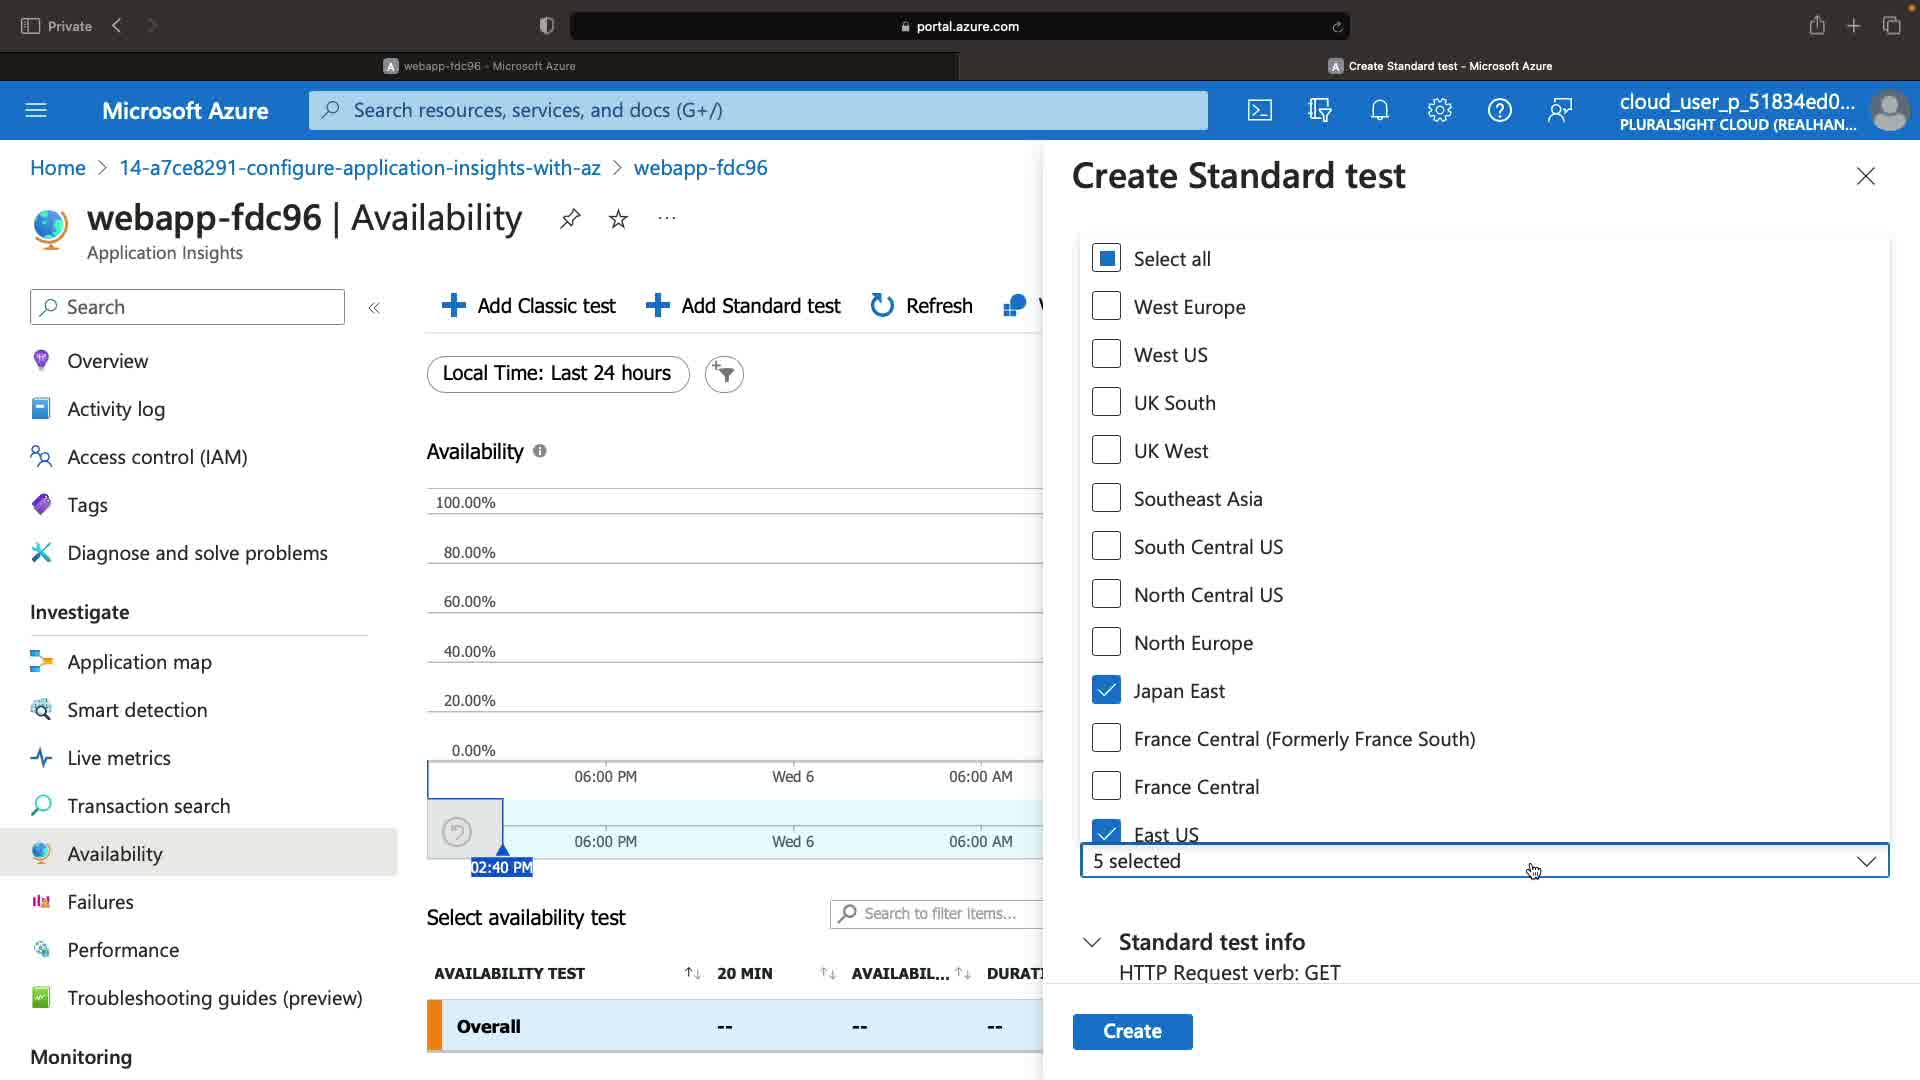 Private
portal.azure.com
webapp-fdc96 - Microsoft Azure
Create Standard test - Microsoft Azure
Microsoft Azure
Search resources, services, and docs (G+/)
cloud_user_p_51834ed0...
PLURALSIGHT CLOUD (REALHAN...
Home > 14-a7ce8291-configure-application-insights-with-az > webapp-fdc96
webapp-fdc96 | Availability
Application Insights
Search
Overview
Activity log
Access control (IAM)
Tags
Diagnose and solve problems
Investigate
Application map
Smart detection
Live metrics
Transaction search
Availability
Failures
Performance
Troubleshooting guides (preview)
Monitoring
Add Classic test
Add Standard test
Refresh
Local Time: Last 24 hours
Availability
100.00%
80.00%
60.00%
40.00%
20.00%
0.00%
06:00 PM Wed 6 06:00 AM
06:00 PM Wed 6 06:00 AM
02:40 PM
Select availability test
Search to filter items...
AVAILABILITY TEST 20 MIN AVAILABIL... DURATI
Overall -- -- --
Create Standard test
Select all
West Europe
West US
UK South
UK West
Southeast Asia
South Central US
North Central US
North Europe
Japan East
France Central (Formerly France South)
France Central
East US
5 selected
Standard test info
HTTP Request verb: GET
Create